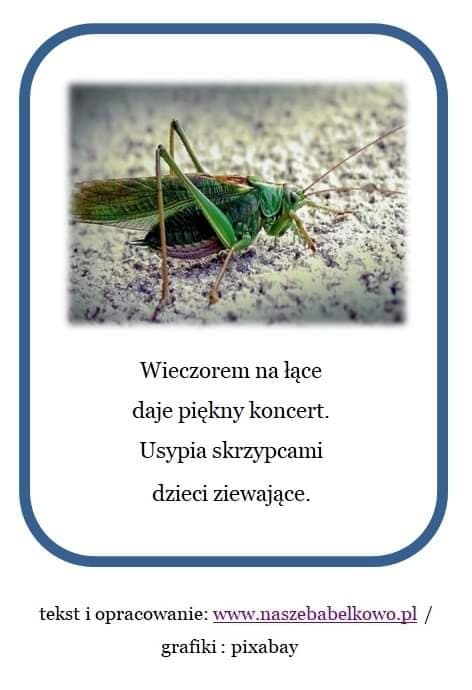 Wieczorem na łące
daje piękny koncert.
Usypia skrzypcami
dzieci ziewające.
tekst i opracowanie: www.naszebabelkowo.pl /
grafiki : pixabay